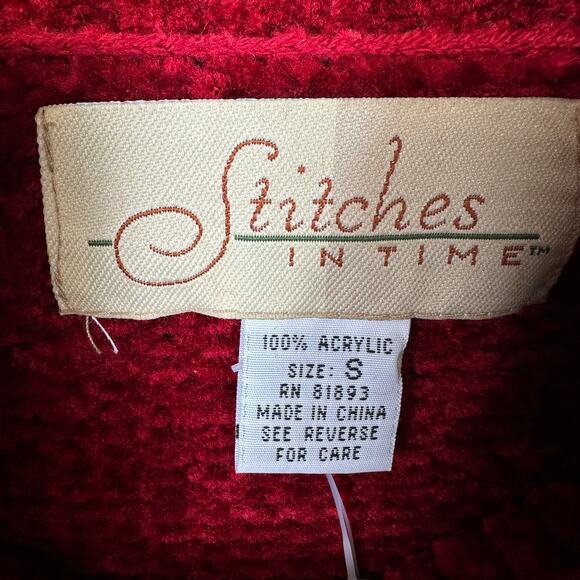 Stitches
IN TIME™
100% ACRYLIC
SIZE: S
RN 81893
MADE IN CHINA
SEE REVERSE
FOR CARE